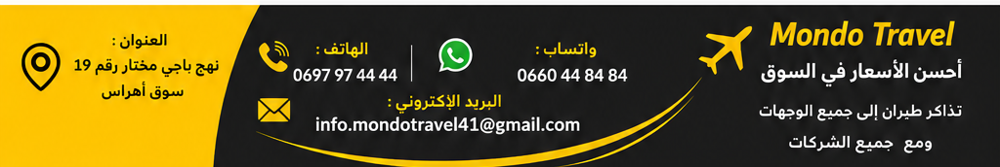 Mondo Travel
أحسن الأسعار في السوق
تذاكر طيران إلى جميع الوجهات
ومع جميع الشركات
واتساب :
0660 44 84 84
الهاتف :
0697 97 44 44
البريد الإكتروني :
info.mondotravel41@gmail.com
العنوان :
نهج باجي مختار رقم 19
سوق أهراس